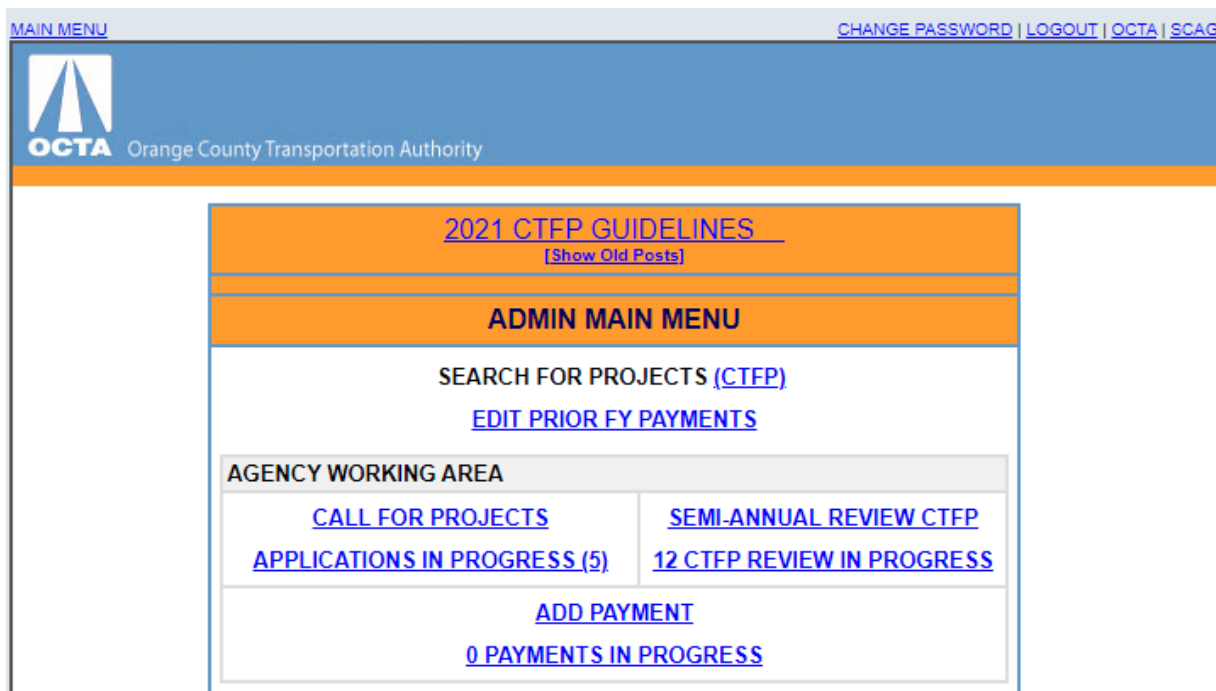 MAIN MENU
CHANGE PASSWORD | LOGOUT | OCTA | SCAG
OCTA Orange County Transportation Authority
2021 CTFP GUIDELINES
[Show Old Posts]
ADMIN MAIN MENU
SEARCH FOR PROJECTS (CTFP)
EDIT PRIOR FY PAYMENTS
AGENCY WORKING AREA
CALL FOR PROJECTS
APPLICATIONS IN PROGRESS (5)
SEMI-ANNUAL REVIEW CTFP
12 CTFP REVIEW IN PROGRESS
ADD PAYMENT
0 PAYMENTS IN PROGRESS